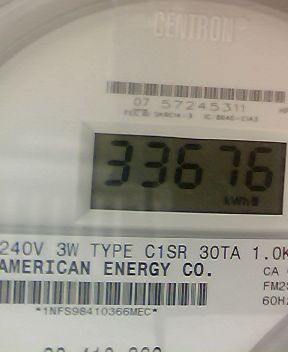 CENTRON®
07 57245311
33676
kWh
240V 3W TYPE C1SR 30TA 1.0K
AMERICAN ENERGY CO.
CA
FM2S
60Hz
*1NFS98410366MEC*